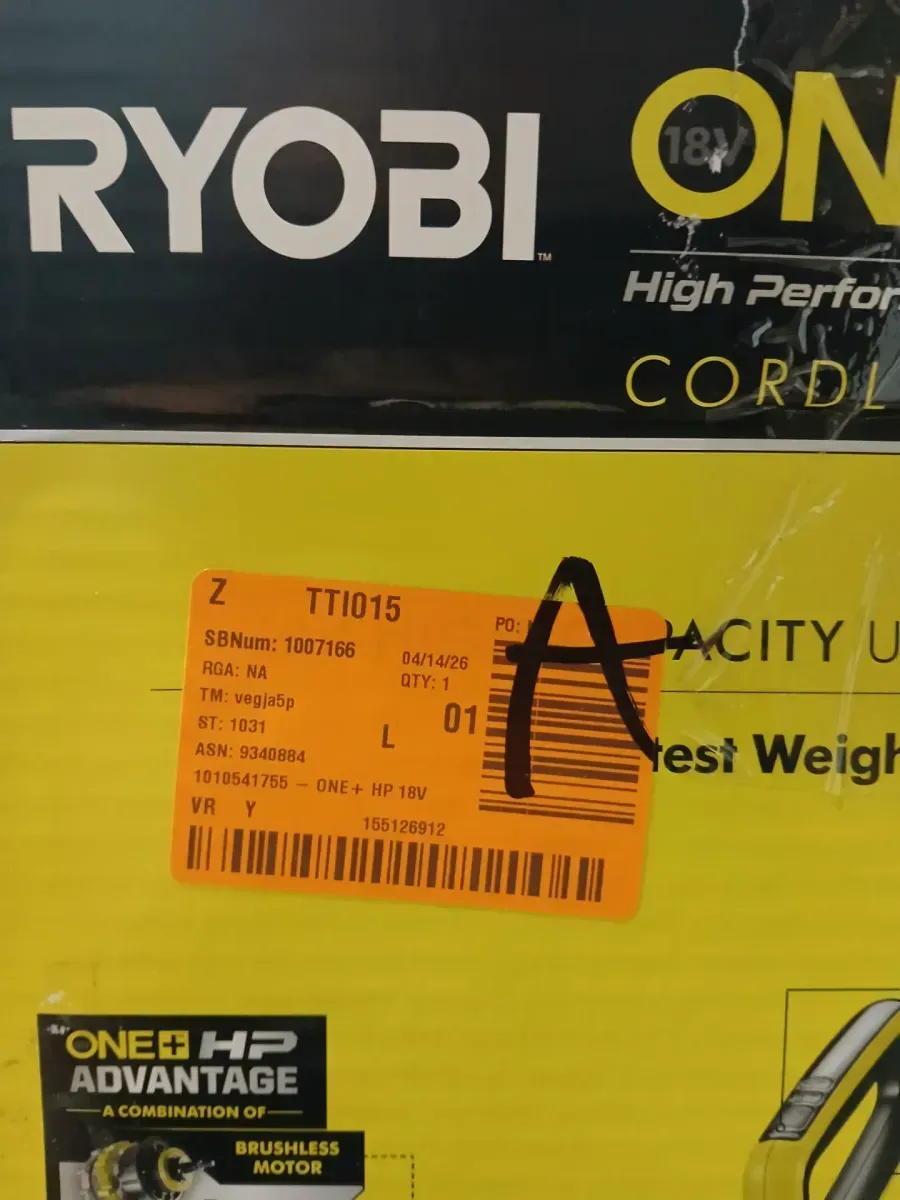 RYOBI™
18V
ON
High Perfor
CORDL
PACITY U
test Weigh
Z TTI015
PO:
SBNum: 1007166
04/14/26
RGA: NA
QTY: 1
TM: vegja5p
ST: 1031
L 01
ASN: 9340884
1010541755 - ONE+ HP 18V
VR Y
155126912
A
ONE+ HP
ADVANTAGE
A COMBINATION OF
BRUSHLESS
MOTOR